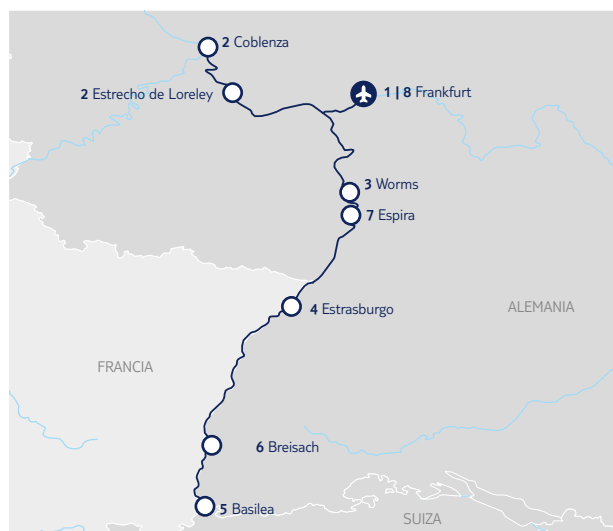 2 Coblenza
2 Estrecho de Loreley
1 | 8 Frankfurt
3 Worms
7 Espira
4 Estrasburgo
ALEMANIA
FRANCIA
6 Breisach
5 Basilea
SUIZA